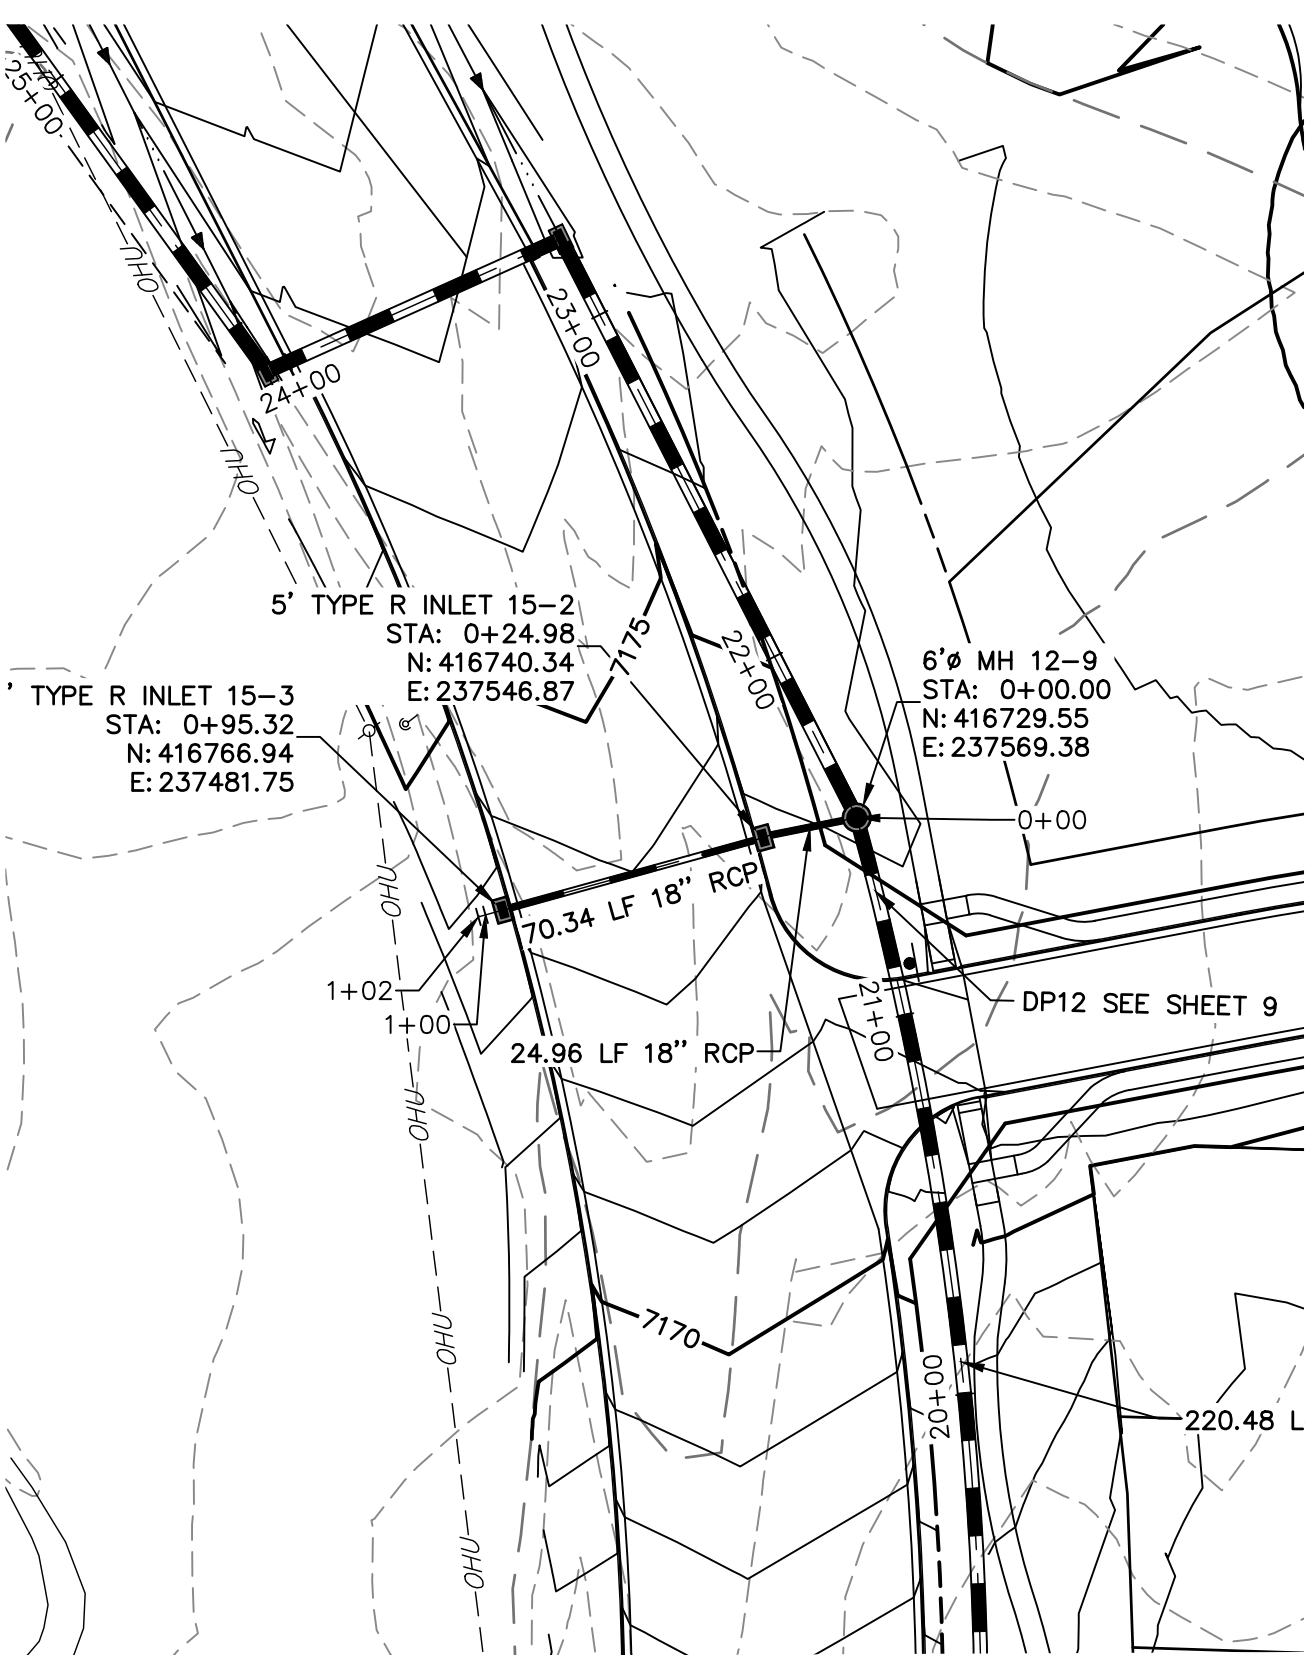 25+00
OHU
24+00
23+00
OHU
5' TYPE R INLET 15-2
STA: 0+24.98
N: 416740.34
E: 237546.87
7175
22+00
6'ø MH 12-9
STA: 0+00.00
N: 416729.55
E: 237569.38
' TYPE R INLET 15-3
STA: 0+95.32
N: 416766.94
E: 237481.75
0+00
OHU
70.34 LF 18" RCP
1+02
1+00
24.96 LF 18" RCP
21+00
DP12 SEE SHEET 9
OHU
7170
OHU
20+00
220.48 L
OHU